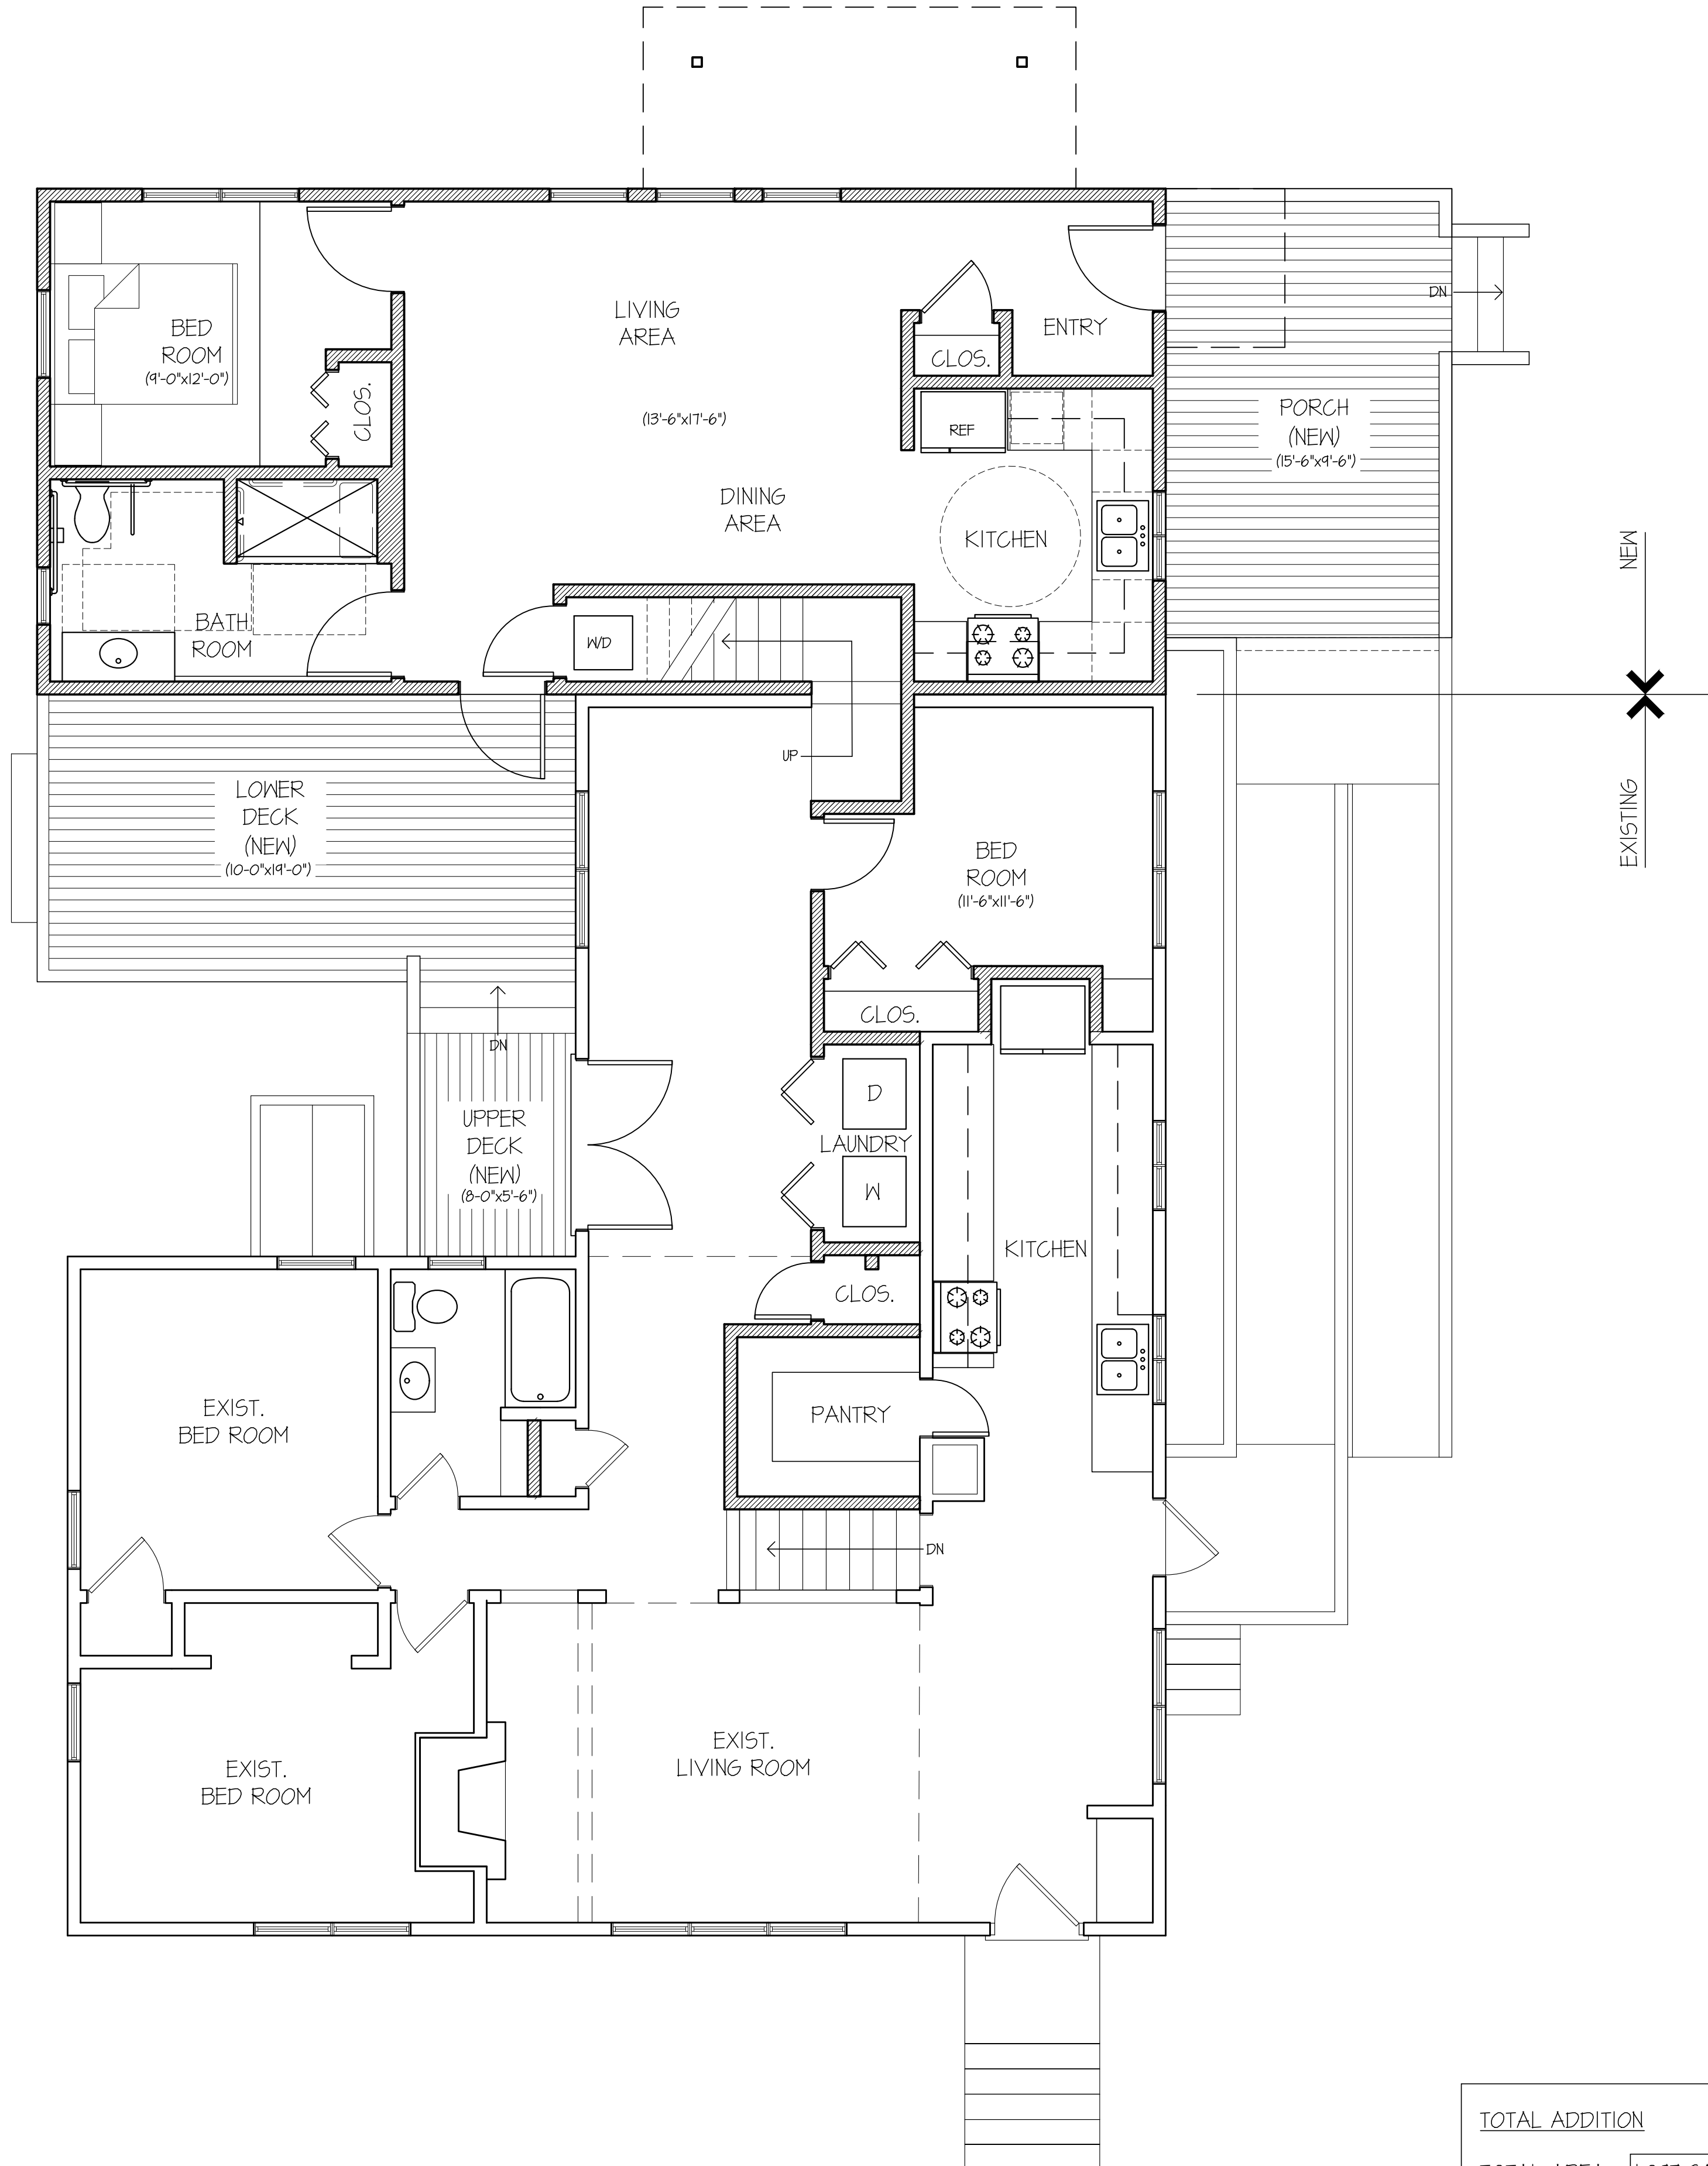 LIVING
AREA
BED
ROOM
(9'-0"x12'-0")
CLOS.
ENTRY
CLOS.
DN
(13'-6"x17'-6")
REF
PORCH
(NEW)
(15'-6"x9'-6")
DINING
AREA
KITCHEN
BATH
ROOM
W/D
NEW
UP
EXISTING
LOWER
DECK
(NEW)
(10-0"x19'-0")
BED
ROOM
(11'-6"x11'-6")
CLOS.
DN
UPPER
DECK
(NEW)
(8-0"x5'-6")
D
LAUNDRY
W
KITCHEN
CLOS.
EXIST.
BED ROOM
PANTRY
DN
EXIST.
LIVING ROOM
EXIST.
BED ROOM
TOTAL ADDITION